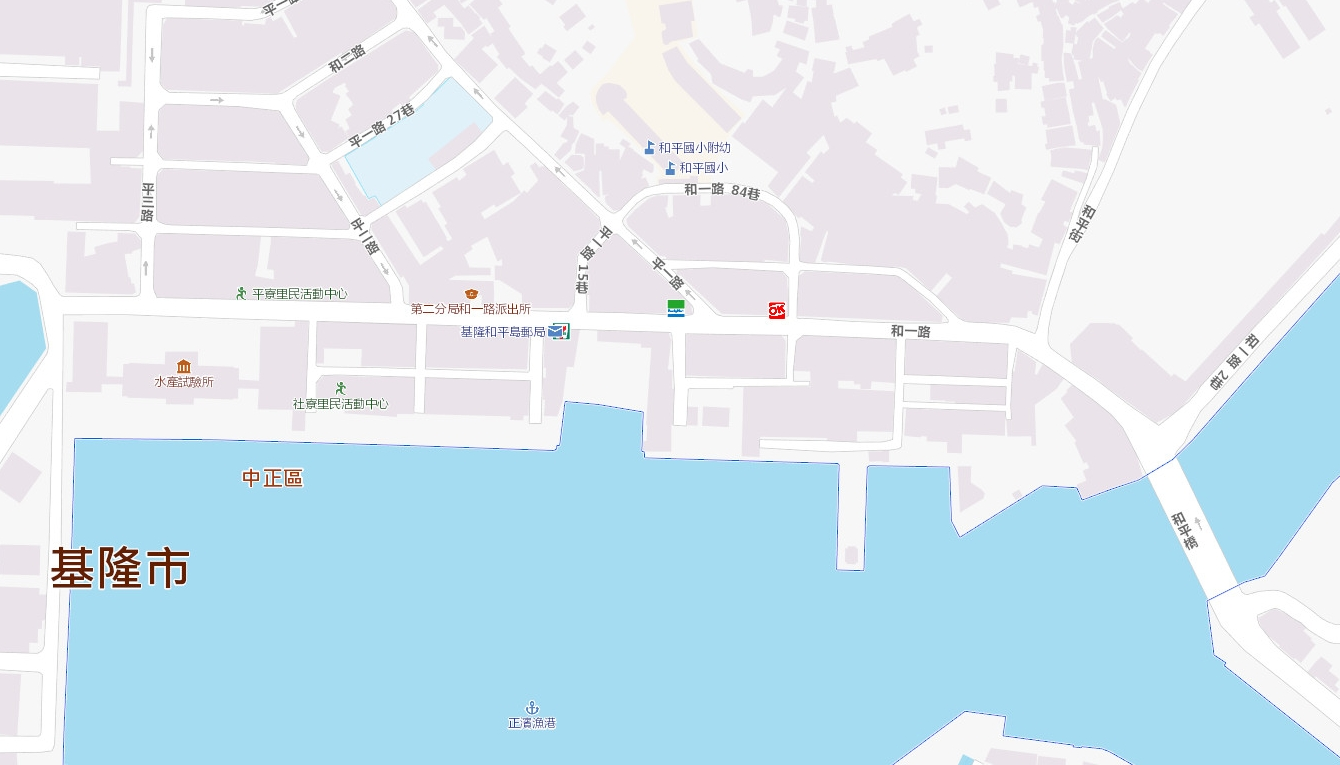 平一路
和二路
平一路 27巷
和平國小附幼
和平國小
和一路 84巷
平三路
平二路
平一路 15巷
平一路
和平街
平寮里民活動中心
第二分局和一路派出所
基隆和平島郵局
OK
和一路
和一路 2巷
水產試驗所
社寮里民活動中心
中正區
和平橋
基隆市
正濱漁港